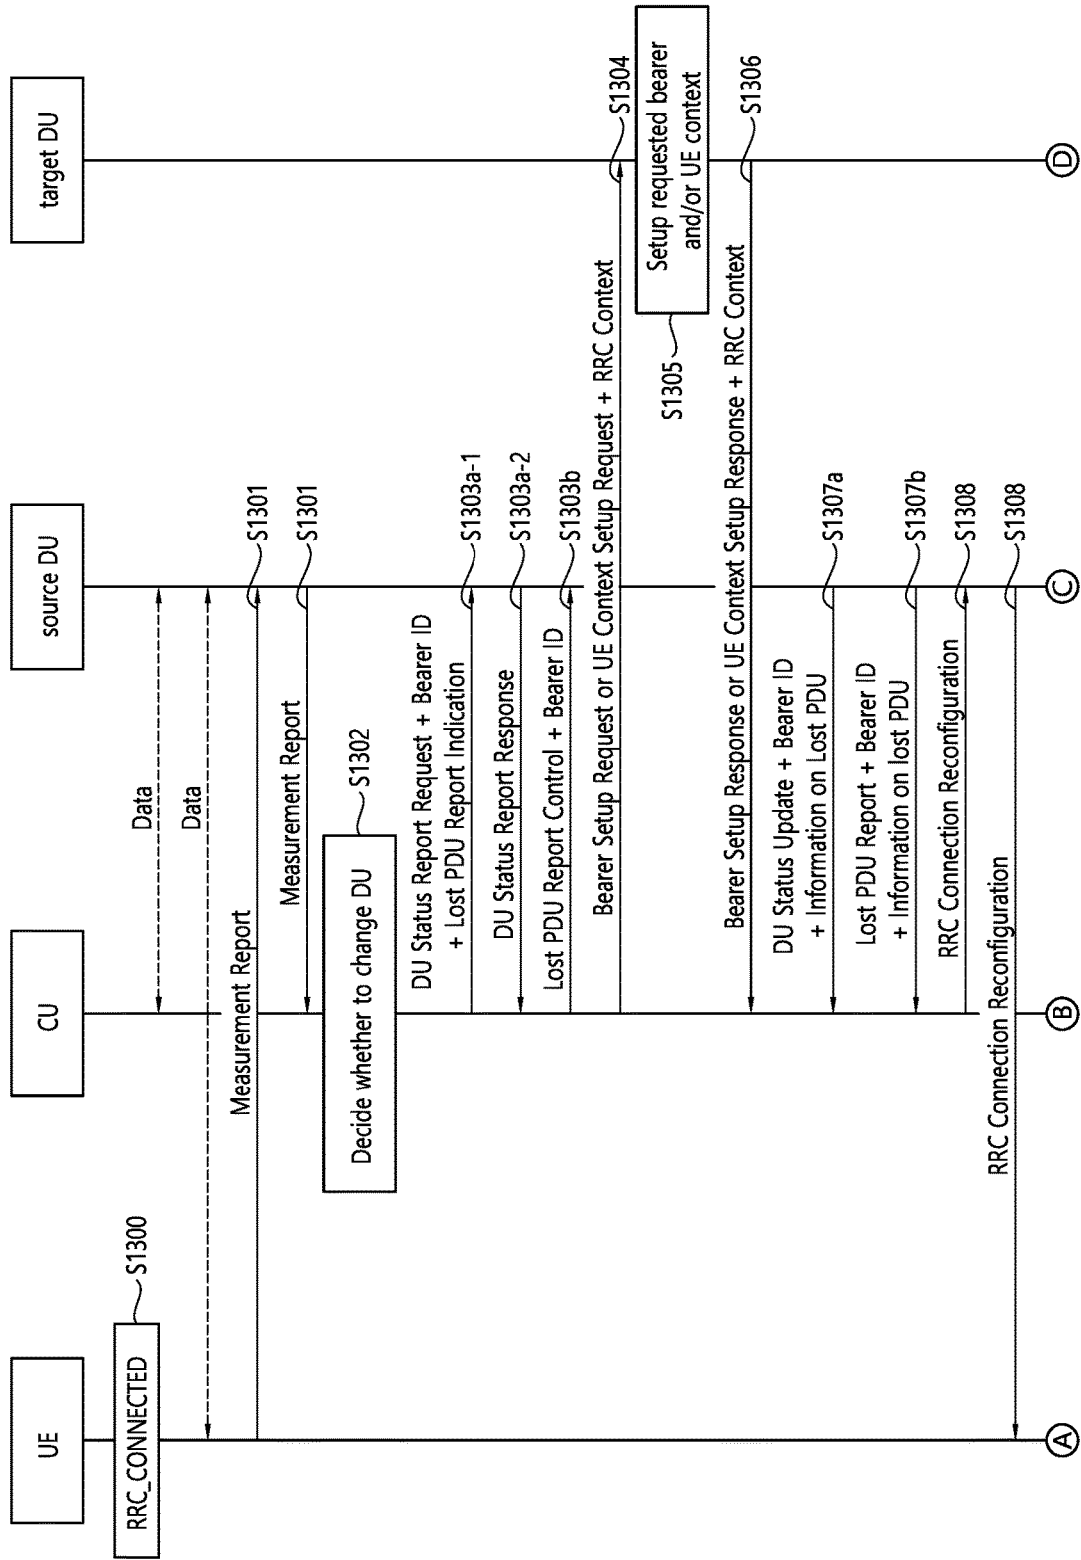 UE
CU
source DU
target DU
RRC_CONNECTED
S1300
Data
Data
Measurement Report
S1301
Measurement Report
S1301
Decide whether to change DU
S1302
DU Status Report Request + Bearer ID
+ Lost PDU Report Indication
S1303a-1
DU Status Report Response
S1303a-2
Lost PDU Report Control + Bearer ID
S1303b
Bearer Setup Request or UE Context Setup Request + RRC Context
S1304
Setup requested bearer
and/or UE context
S1305
Bearer Setup Response or UE Context Setup Response + RRC Context
S1306
DU Status Update + Bearer ID
+ Information on Lost PDU
S1307a
Lost PDU Report + Bearer ID
+ Information on lost PDU
S1307b
RRC Connection Reconfiguration
S1308
RRC Connection Reconfiguration
S1308
A
B
C
D